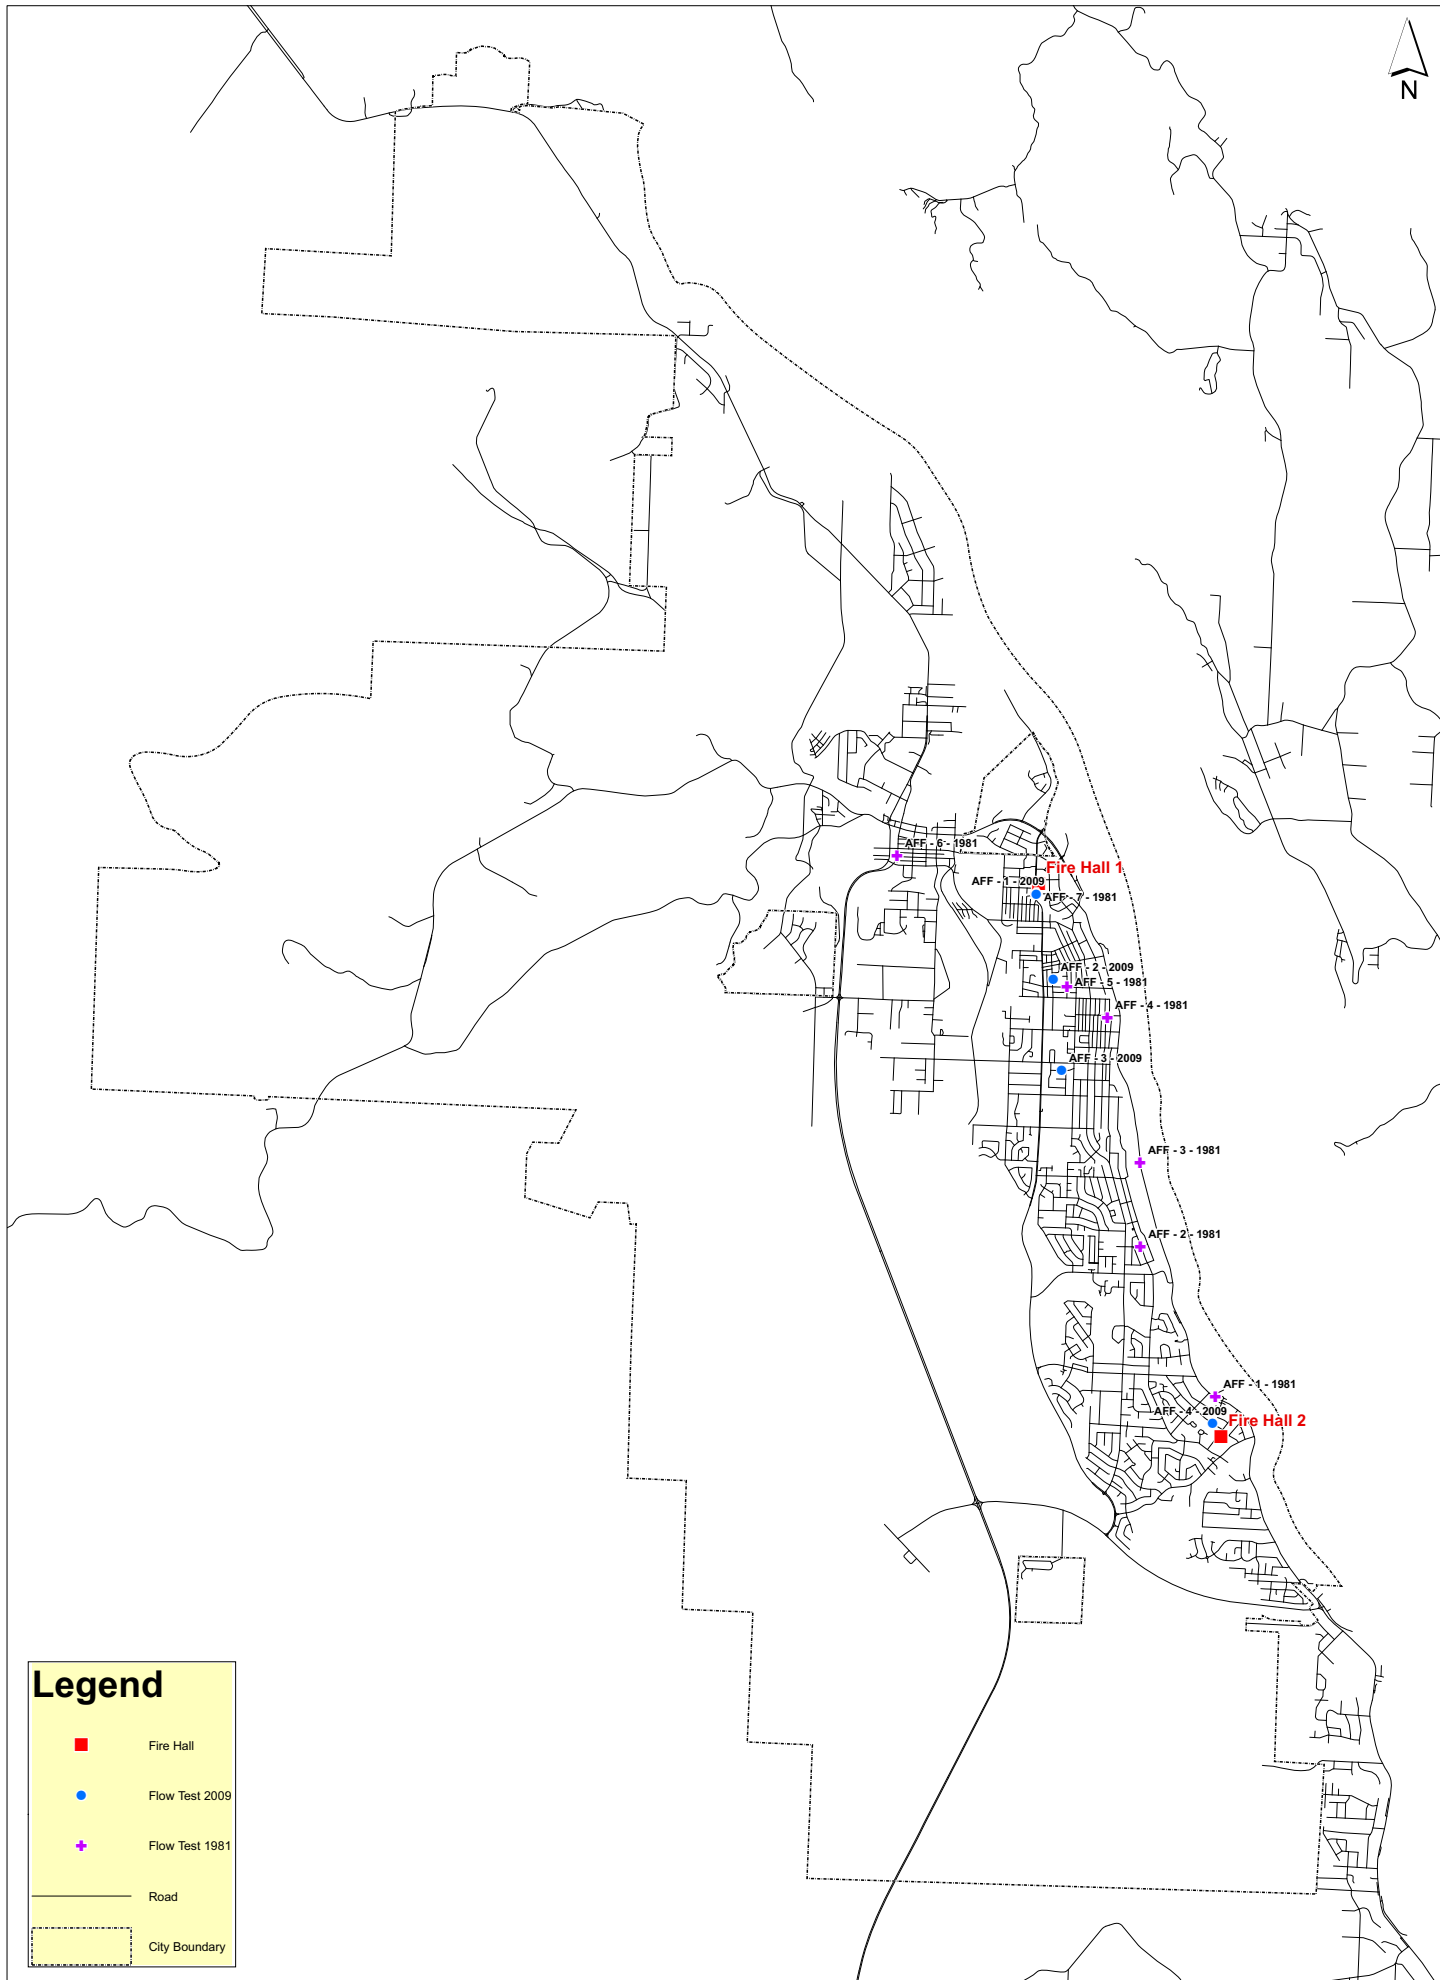 N
AFF - 6 - 1981
Fire Hall 1
AFF - 1 - 2009
AFF - 7 - 1981
AFF - 2 - 2009
AFF - 5 - 1981
AFF - 4 - 1981
AFF - 3 - 2009
AFF - 3 - 1981
AFF - 2 - 1981
AFF - 1 - 1981
AFF - 4 - 2009
Fire Hall 2
Legend
Fire Hall
Flow Test 2009
Flow Test 1981
Road
City Boundary